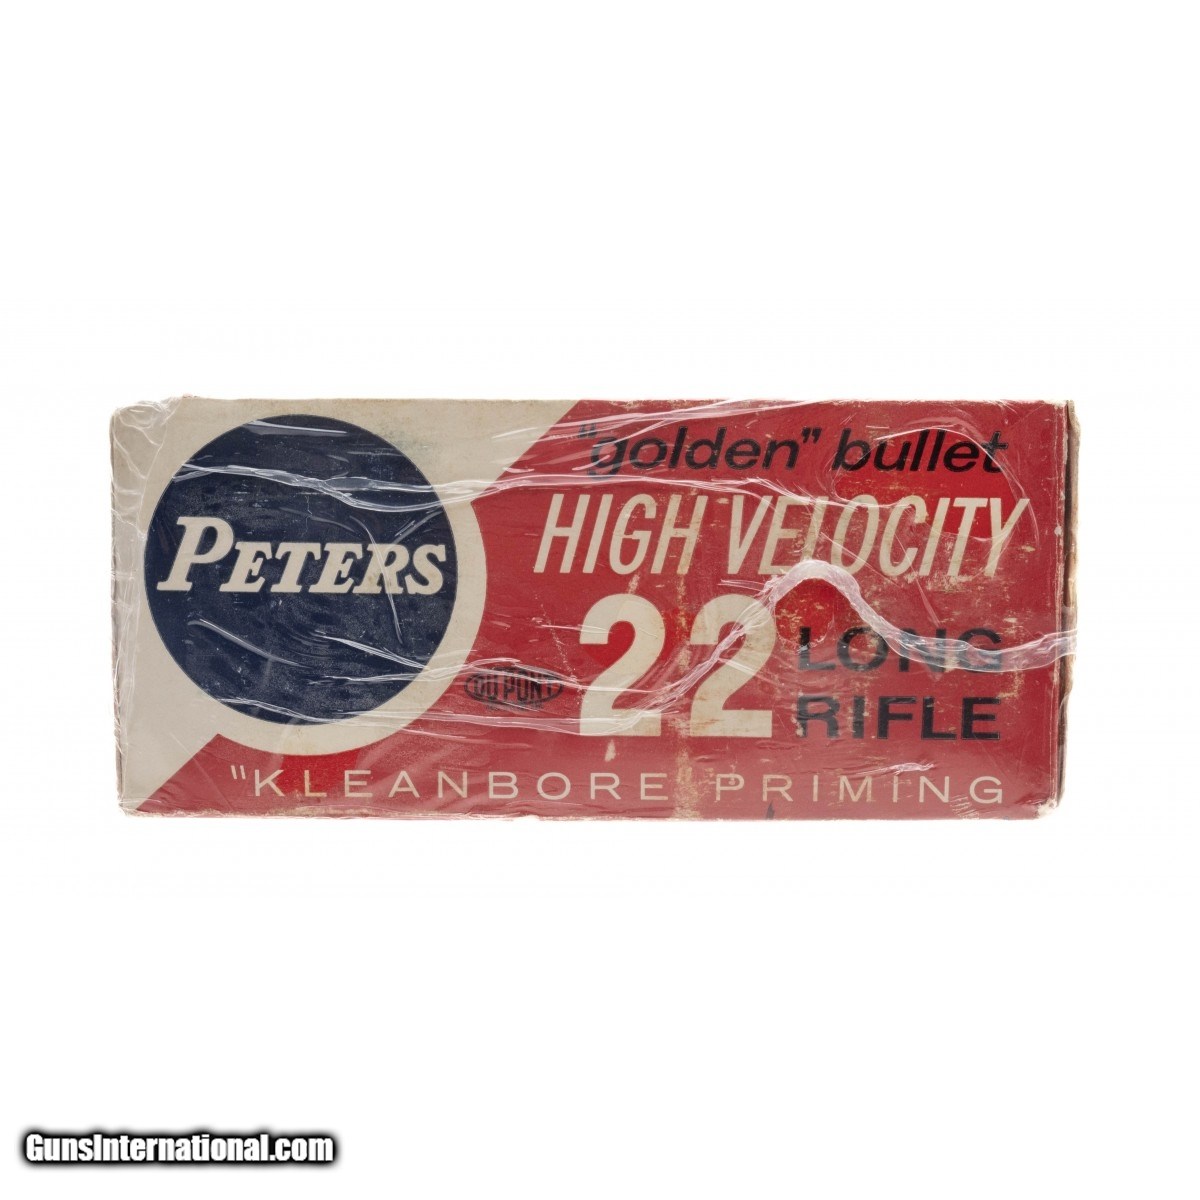 PETERS
"golden" bullet
HIGH VELOCITY
22 LONG
RIFLE
DU PONT
"KLEANBORE PRIMING
GunsInternational.com